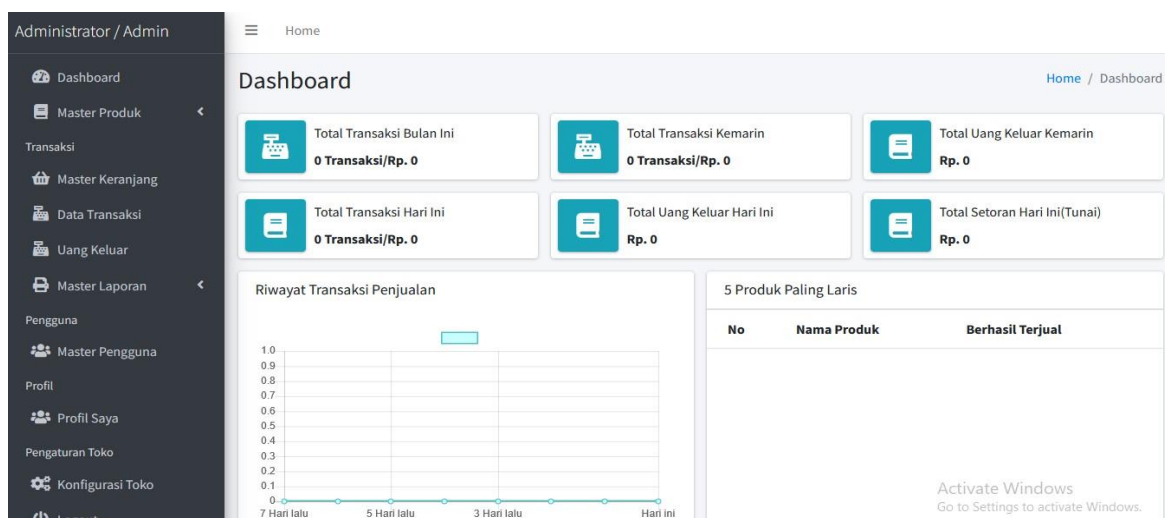 Administrator / Admin
Home
Dashboard
Master Produk
Transaksi
Master Keranjang
Data Transaksi
Uang Keluar
Master Laporan
Pengguna
Master Pengguna
Profil
Profil Saya
Pengaturan Toko
Konfigurasi Toko
Dashboard
Home / Dashboard
Total Transaksi Bulan Ini
0 Transaksi/Rp. 0
Total Transaksi Kemarin
0 Transaksi/Rp. 0
Total Uang Keluar Kemarin
Rp. 0
Total Transaksi Hari Ini
0 Transaksi/Rp. 0
Total Uang Keluar Hari Ini
Rp. 0
Total Setoran Hari Ini(Tunai)
Rp. 0
Riwayat Transaksi Penjualan
1.0
0.9
0.8
0.7
0.6
0.5
0.4
0.3
0.2
0.1
0
7 Hari lalu 5 Hari lalu 3 Hari lalu Hari ini
5 Produk Paling Laris
No Nama Produk Berhasil Terjual
Activate Windows
Go to Settings to activate Windows.